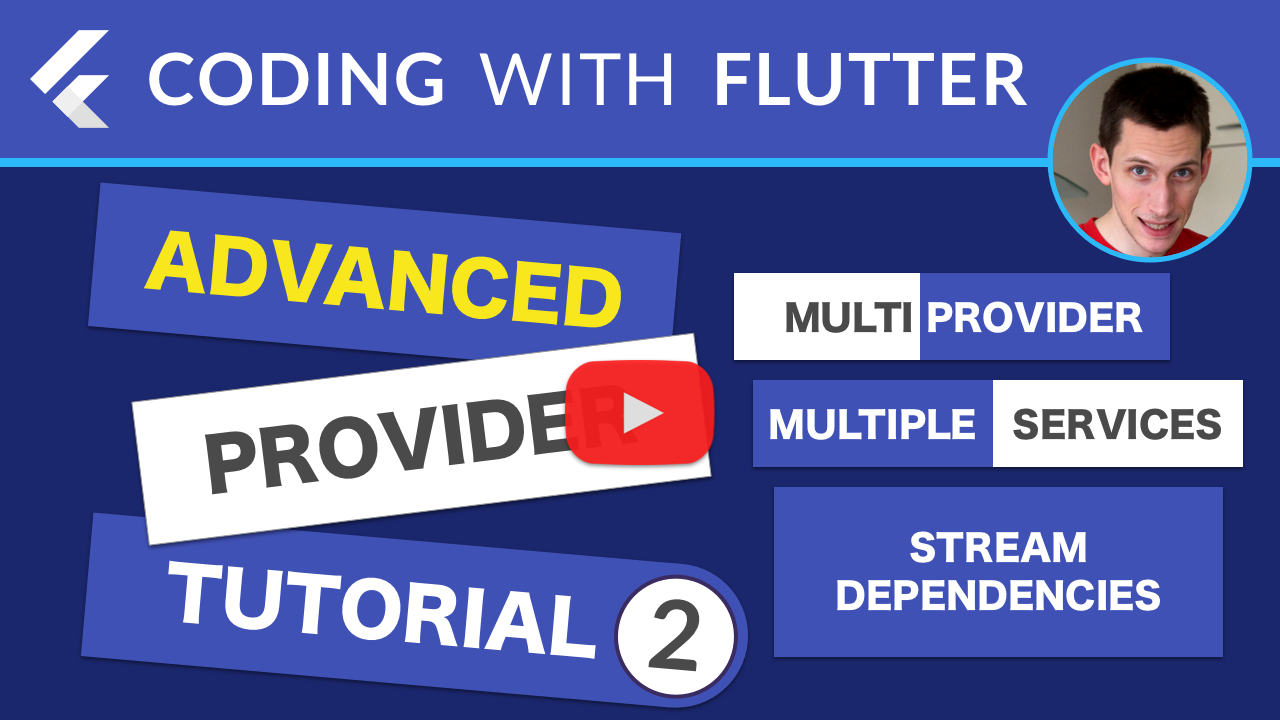 CODING WITH FLUTTER
ADVANCED
PROVIDER
TUTORIAL 2
MULTI PROVIDER
MULTIPLE SERVICES
STREAM
DEPENDENCIES